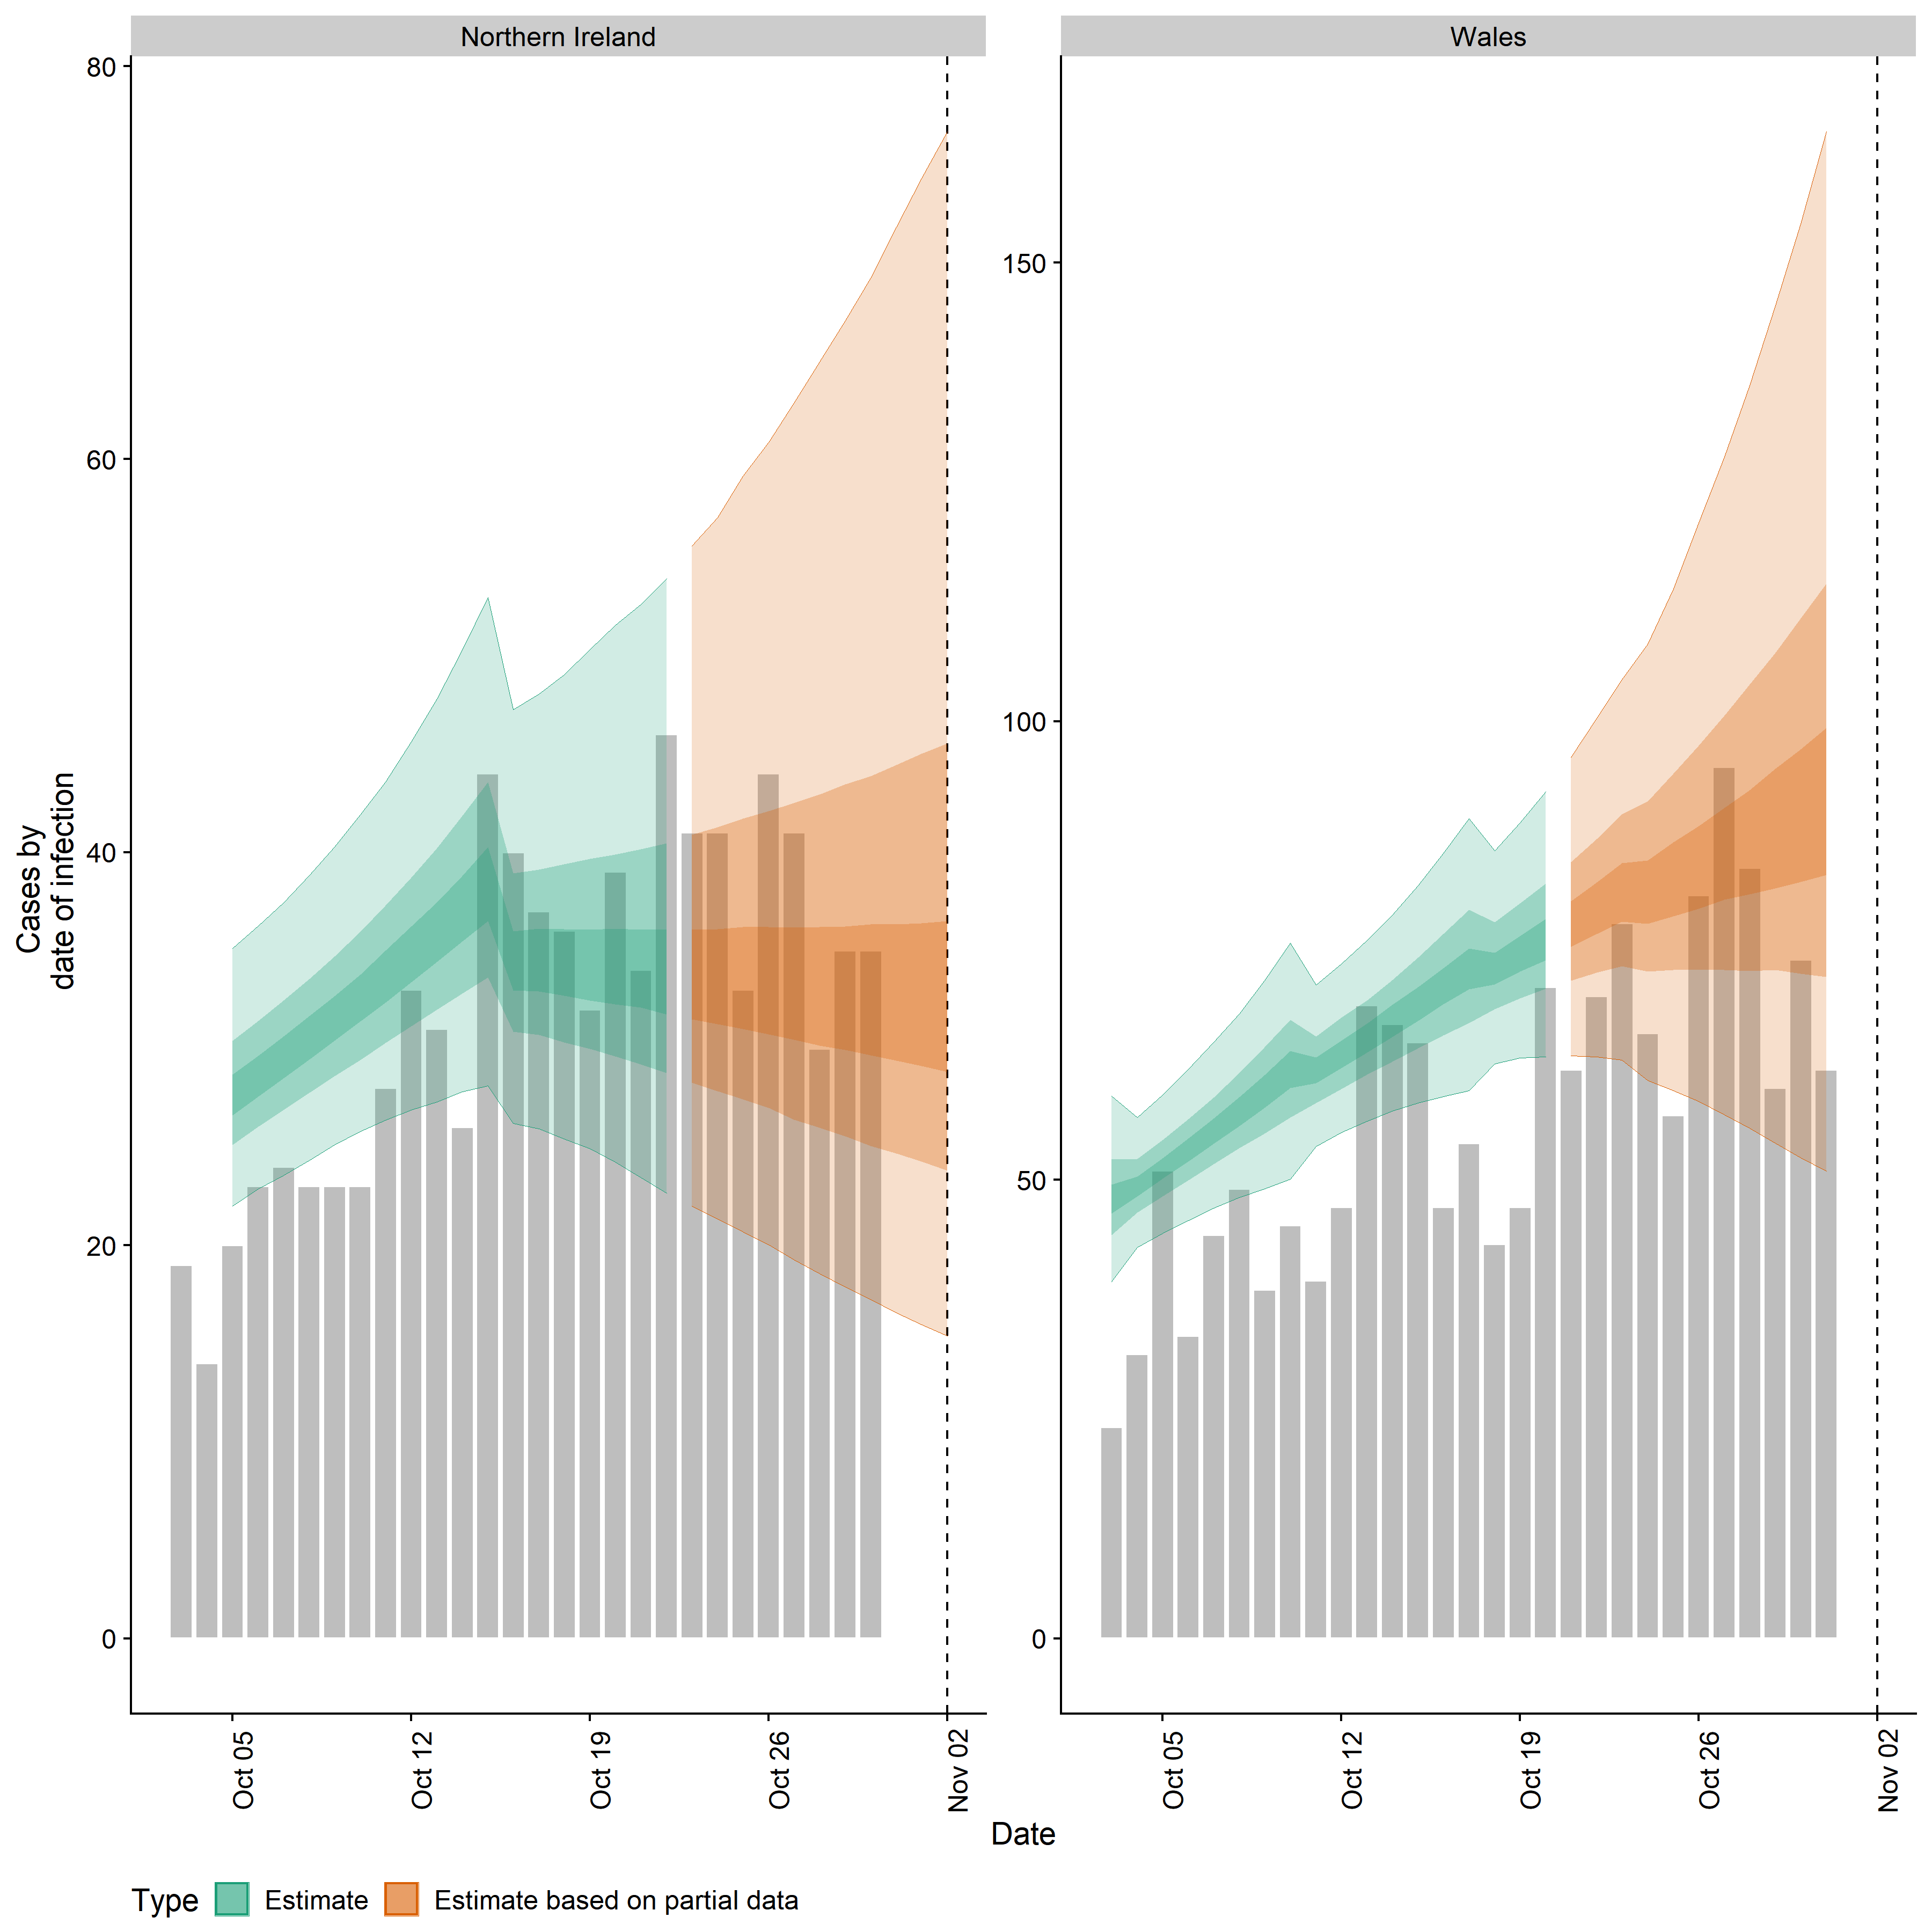 Northern Ireland
Wales
80
60
40
20
0
150
100
50
0
Cases by
date of infection
Oct 05
Oct 12
Oct 19
Oct 26
Nov 02
Oct 05
Oct 12
Oct 19
Oct 26
Nov 02
Date
Type Estimate Estimate based on partial data